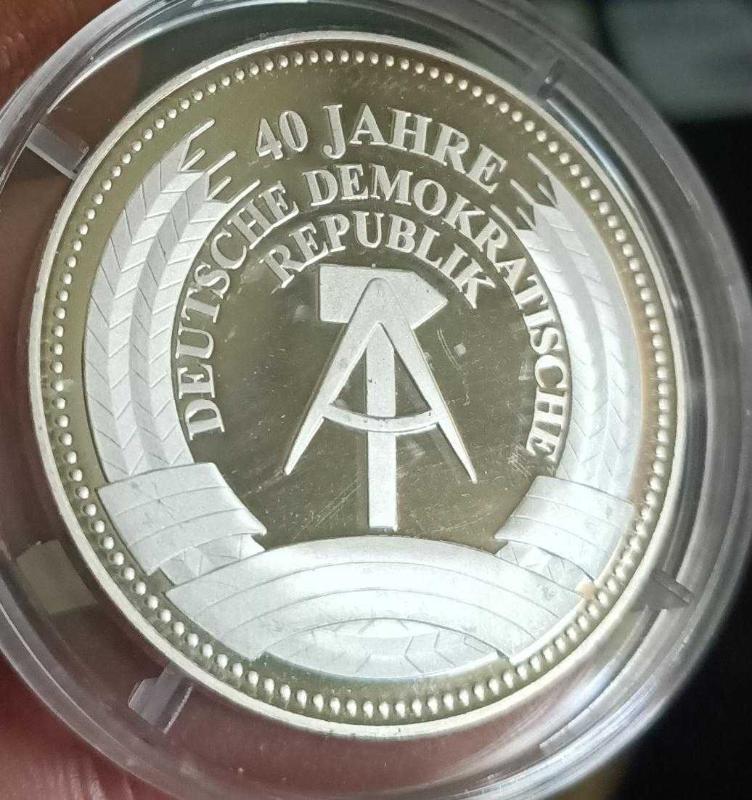 40 JAHRE
DEUTSCHE DEMOKRATISCHE
REPUBLIK